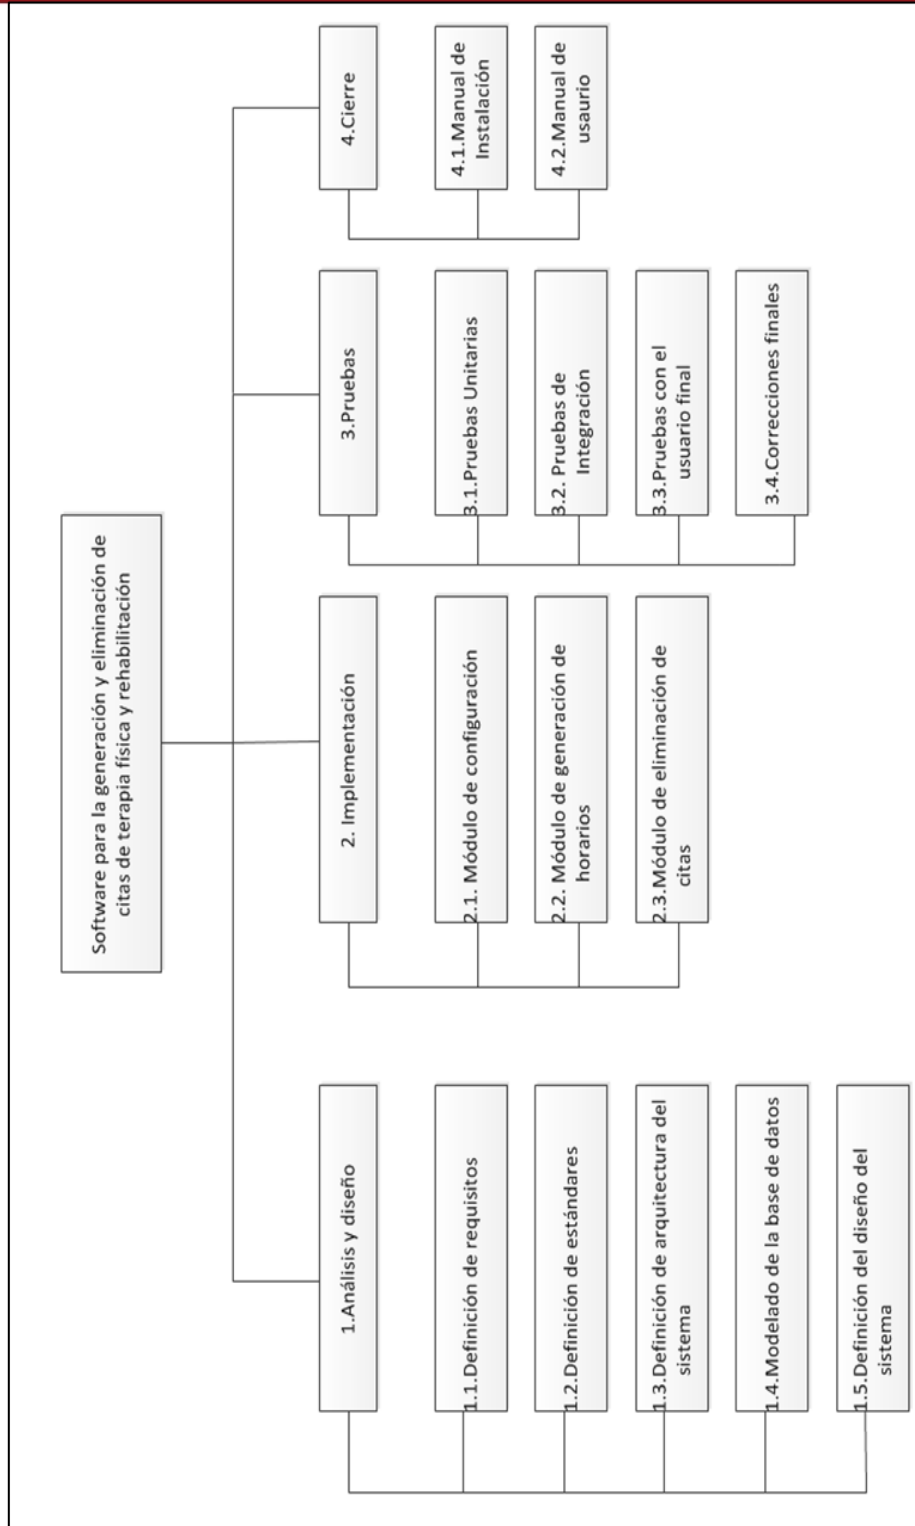 Software para la generación y eliminación de
citas de terapia física y rehabilitación
1.Análisis y diseño
1.1.Definición de requisitos
1.2.Definición de estándares
1.3.Definición de arquitectura del
sistema
1.4.Modelado de la base de datos
1.5.Definición del diseño del
sistema
2. Implementación
2.1. Módulo de configuración
2.2. Módulo de generación de
horarios
2.3.Módulo de eliminación de
citas
3.Pruebas
3.1.Pruebas Unitarias
3.2. Pruebas de
Integración
3.3.Pruebas con el
usuario final
3.4.Correcciones finales
4.Cierre
4.1.Manual de
Instalación
4.2.Manual de
usaurio